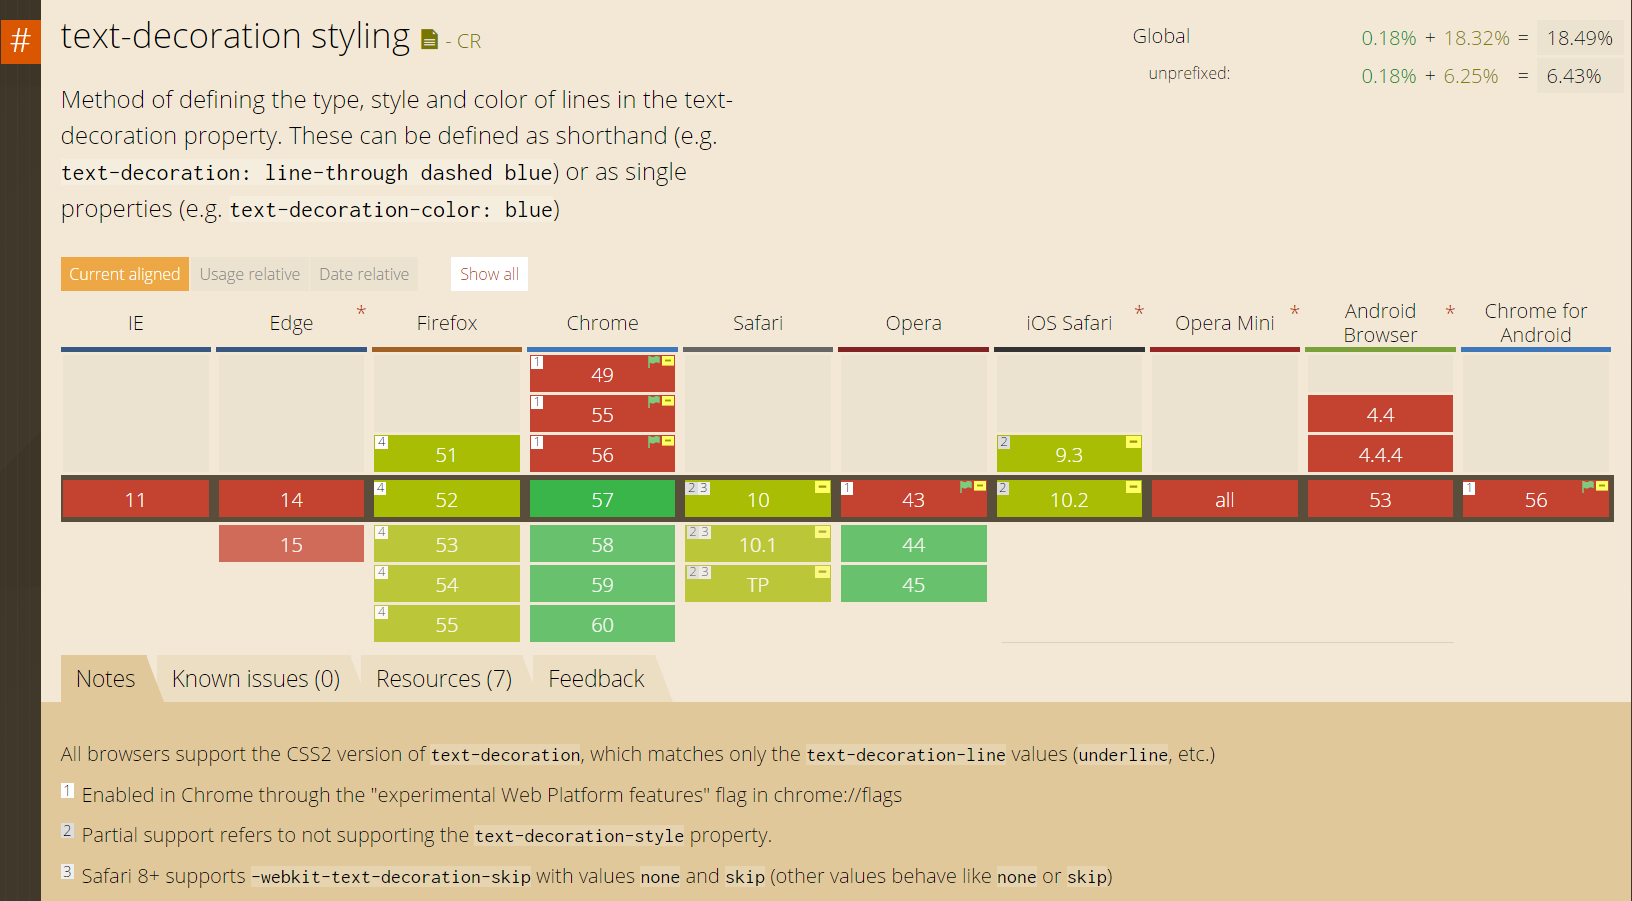 #
text-decoration styling - CR
Global 0.18% + 18.32% = 18.49%
unprefixed: 0.18% + 6.25% = 6.43%
Method of defining the type, style and color of lines in the text-
decoration property. These can be defined as shorthand (e.g.
text-decoration: line-through dashed blue) or as single
properties (e.g. text-decoration-color: blue)
Current aligned Usage relative Date relative Show all
IE Edge * Firefox Chrome Safari Opera iOS Safari * Opera Mini * Android Browser * Chrome for Android
1 49
1 55 4.4
4 51 1 56 2 9.3 4.4.4
11 14 4 52 57 2 3 10 1 43 2 10.2 all 53 1 56
15 4 53 58 2 3 10.1 44
4 54 59 2 3 TP 45
4 55 60
Notes Known issues (0) Resources (7) Feedback
All browsers support the CSS2 version of text-decoration, which matches only the text-decoration-line values (underline, etc.)
1 Enabled in Chrome through the "experimental Web Platform features" flag in chrome://flags
2 Partial support refers to not supporting the text-decoration-style property.
3 Safari 8+ supports -webkit-text-decoration-skip with values none and skip (other values behave like none or skip)